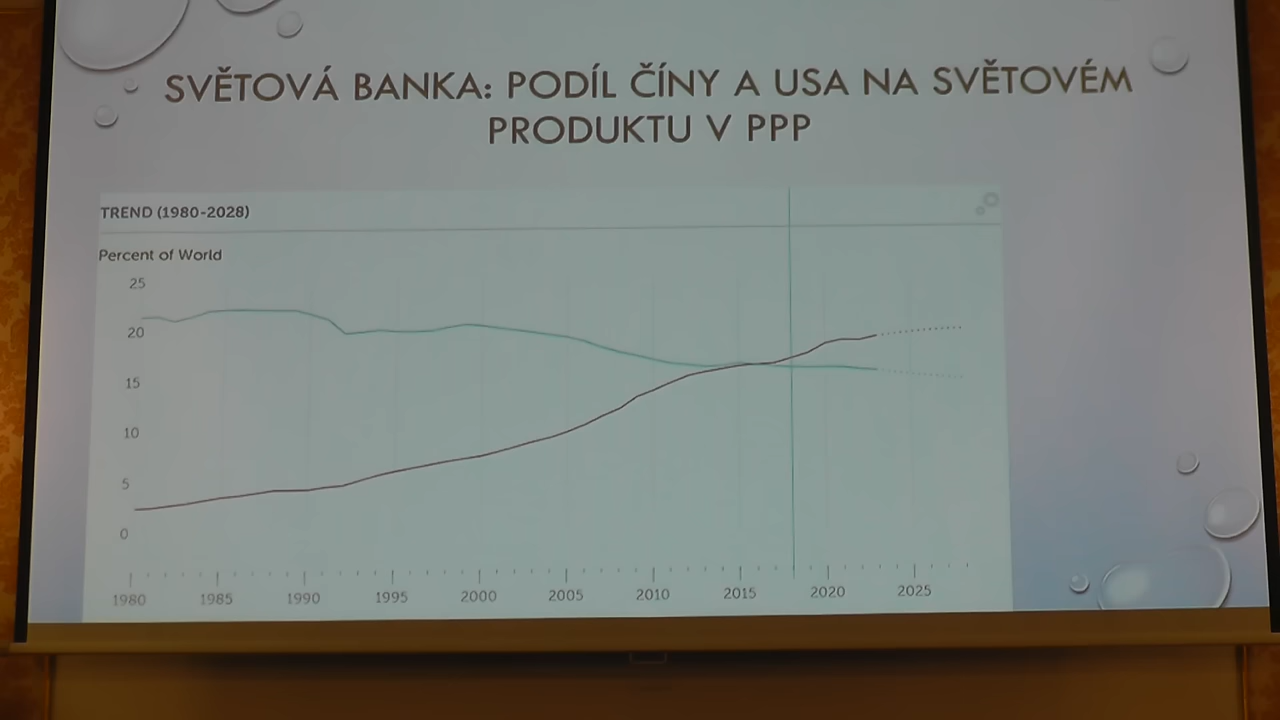 SVĚTOVÁ BANKA: PODÍL ČÍNY A USA NA SVĚTOVÉM
PRODUKTU V PPP
TREND (1980-2028)
Percent of World
25
20
15
10
5
0
1980 1985 1990 1995 2000 2005 2010 2015 2020 2025